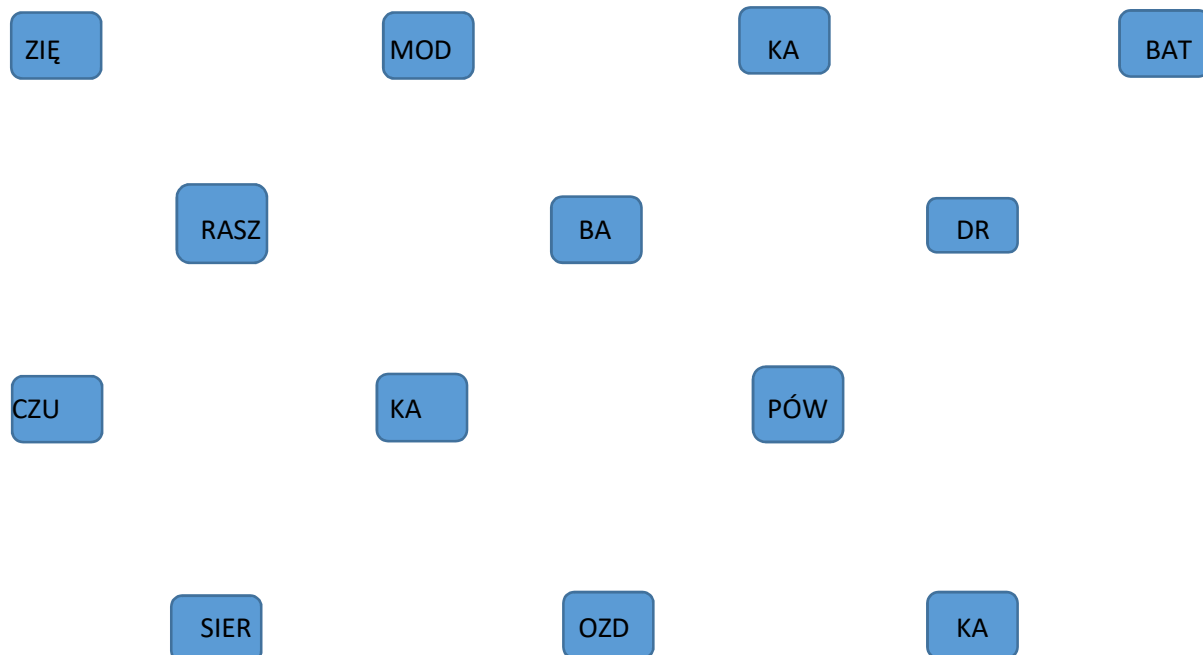 ZIĘ MOD KA BAT
RASZ BA DR
CZU KA PÓW
SIER OZD KA